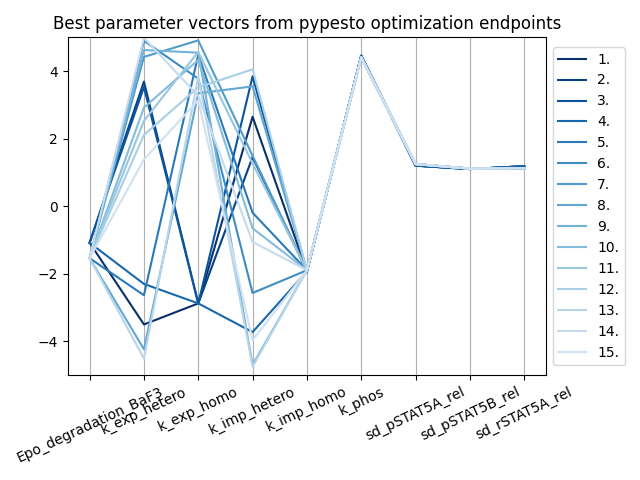 Best parameter vectors from pypesto optimization endpoints
4
2
0
−2
−4
Epo_degradation_BaF3
k_exp_hetero
k_exp_homo
k_imp_hetero
k_imp_homo
k_phos
sd_pSTAT5A_rel
sd_pSTAT5B_rel
sd_rSTAT5A_rel
1.
2.
3.
4.
5.
6.
7.
8.
9.
10.
11.
12.
13.
14.
15.